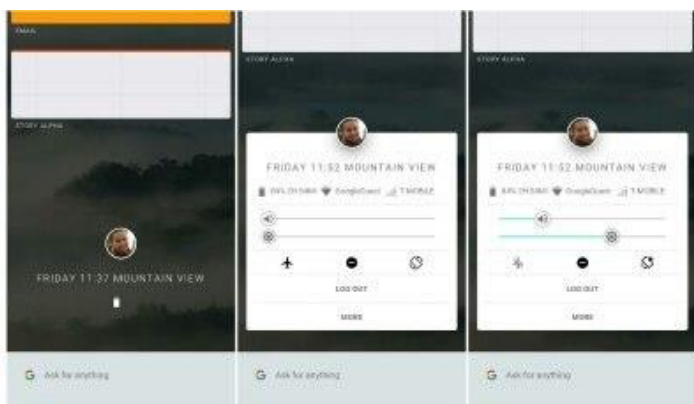 EMAIL
STORY ALPHA
FRIDAY 11:37 MOUNTAIN VIEW
Ask for anything
STORY ALPHA
FRIDAY 11:52 MOUNTAIN VIEW
GoogleGuest T-MOBILE
LOG OUT
MORE
Ask for anything
STORY ALPHA
FRIDAY 11:52 MOUNTAIN VIEW
GoogleGuest T-MOBILE
LOG OUT
MORE
Ask for anything